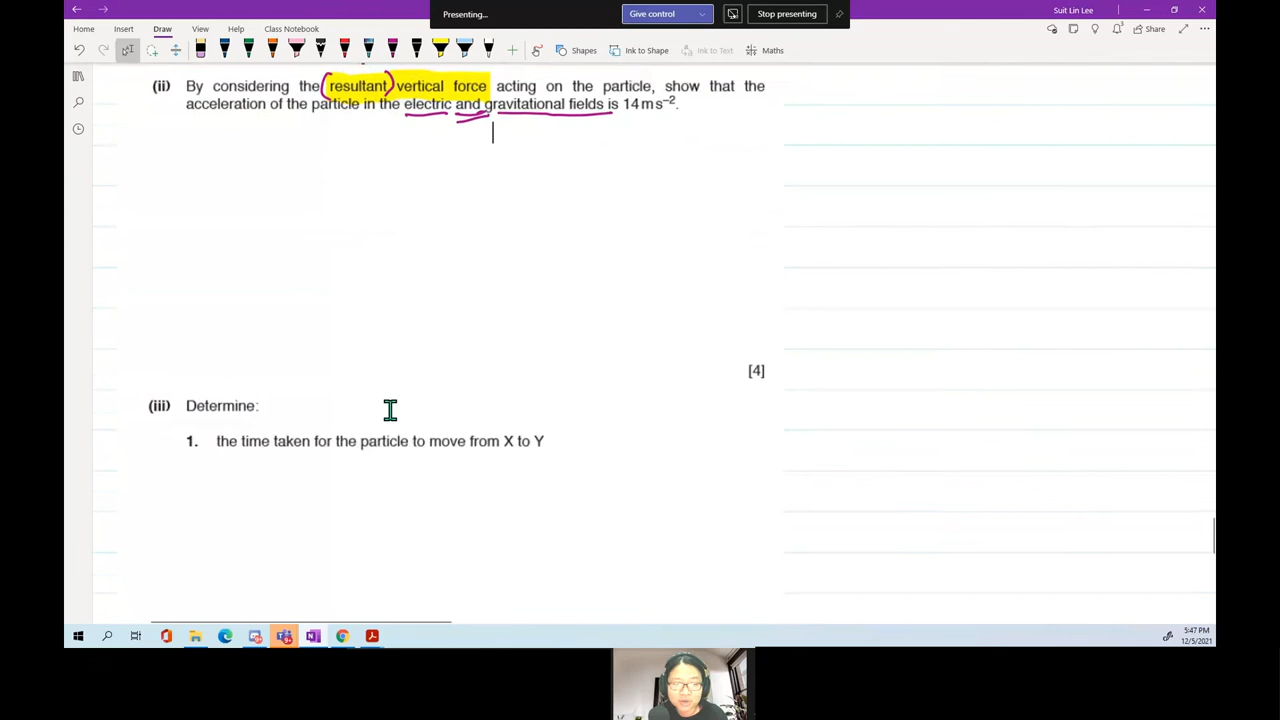 Presenting...
Give control
Stop presenting
Suit Lin Lee
Home
Insert
Draw
View
Help
Class Notebook
Share
Shapes
Ink to Shape
Ink to Text
Maths
(ii) By considering the (resultant) vertical force acting on the particle, show that the
acceleration of the particle in the electric and gravitational fields is 14 m s⁻².
[4]
(iii) Determine:
1. the time taken for the particle to move from X to Y
5:47 PM
12/5/2021